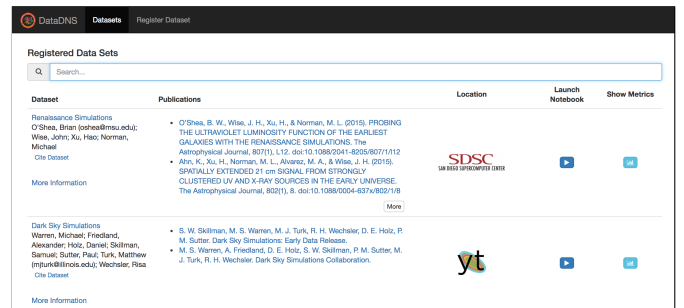 DataDNS Datasets Register Dataset
Registered Data Sets
Search...
Dataset Publications Location Launch Notebook Show Metrics
Renaissance Simulations
O'Shea, Brian (oshea@msu.edu);
Wise, John; Xu, Hao; Norman,
Michael
Cite Dataset
More Information
O'Shea, B. W., Wise, J. H., Xu, H., & Norman, M. L. (2015). PROBING
THE ULTRAVIOLET LUMINOSITY FUNCTION OF THE EARLIEST
GALAXIES WITH THE RENAISSANCE SIMULATIONS. The
Astrophysical Journal, 807(1), L12. doi:10.1088/2041-8205/807/1/l12
Ahn, K., Xu, H., Norman, M. L., Alvarez, M. A., & Wise, J. H. (2015).
SPATIALLY EXTENDED 21 cm SIGNAL FROM STRONGLY
CLUSTERED UV AND X-RAY SOURCES IN THE EARLY UNIVERSE.
The Astrophysical Journal, 802(1), 8. doi:10.1088/0004-637x/802/1/8
More
SDSC
SAN DIEGO SUPERCOMPUTER CENTER
Dark Sky Simulations
Warren, Michael; Friedland,
Alexander; Holz, Daniel; Skillman,
Samuel; Sutter, Paul; Turk, Matthew
(mjturk@illinois.edu); Wechsler, Risa
Cite Dataset
More Information
S. W. Skillman, M. S. Warren, M. J. Turk, R. H. Wechsler, D. E. Holz, P.
M. Sutter. Dark Sky Simulations: Early Data Release.
M. S. Warren, A. Friedland, D. E. Holz, S. W. Skillman, P. M. Sutter, M.
J. Turk, R. H. Wechsler. Dark Sky Simulations Collaboration.
yt